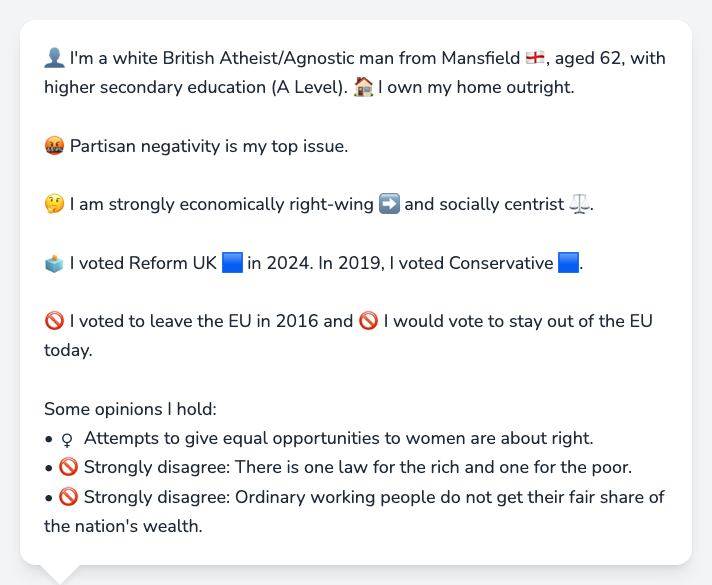 👤 I'm a white British Atheist/Agnostic man from Mansfield 🏴󠁧󠁢󠁥󠁮󠁧󠁿, aged 62, with
higher secondary education (A Level). 🏠 I own my home outright.
🤬 Partisan negativity is my top issue.
🤔 I am strongly economically right-wing ➡️ and socially centrist ⚖️.
🗳️ I voted Reform UK 🟦 in 2024. In 2019, I voted Conservative 🟦.
🚫 I voted to leave the EU in 2016 and 🚫 I would vote to stay out of the EU
today.
Some opinions I hold:
• ♀ Attempts to give equal opportunities to women are about right.
• 🚫 Strongly disagree: There is one law for the rich and one for the poor.
• 🚫 Strongly disagree: Ordinary working people do not get their fair share of
the nation's wealth.